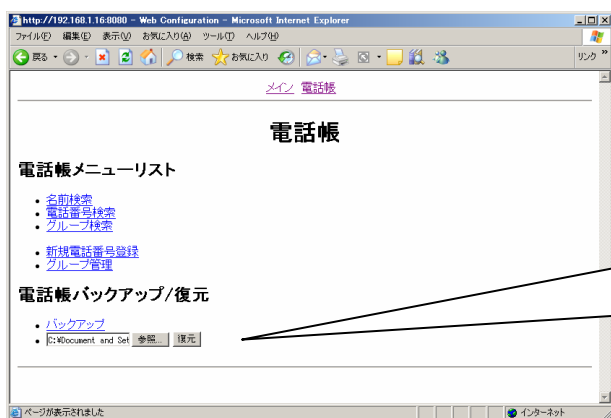 http://192.168.1.16:8080 - Web Configuration - Microsoft Internet Explorer
ファイル(F) 編集(E) 表示(V) お気に入り(A) ツール(T) ヘルプ(H)
戻る 検索 お気に入り リンク »
メイン 電話帳
電話帳
電話帳メニューリスト
名前検索
電話番号検索
グループ検索
新規電話番号登録
グループ管理
電話帳バックアップ/復元
バックアップ
C:¥Document and Set 参照... 復元
ページが表示されました インターネット